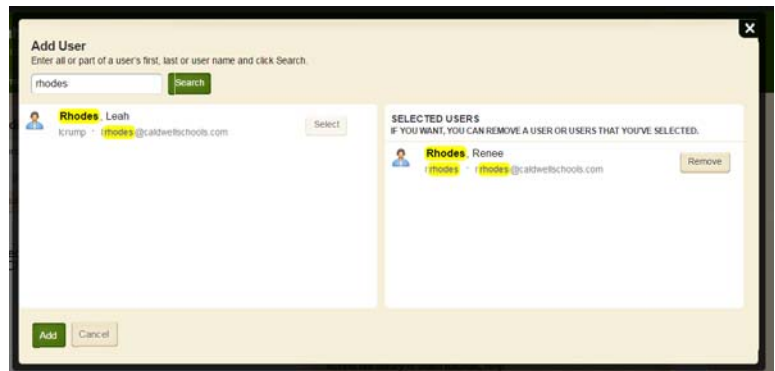 Add User
Enter all or part of a user's first, last or user name and click Search.
rhodes
Search
Rhodes, Leah
lcrump - lrhodes@caldwellschools.com
Select
SELECTED USERS
IF YOU WANT, YOU CAN REMOVE A USER OR USERS THAT YOU'VE SELECTED.
Rhodes, Renee
rrhodes - rrhodes@caldwellschools.com
Remove
Add
Cancel